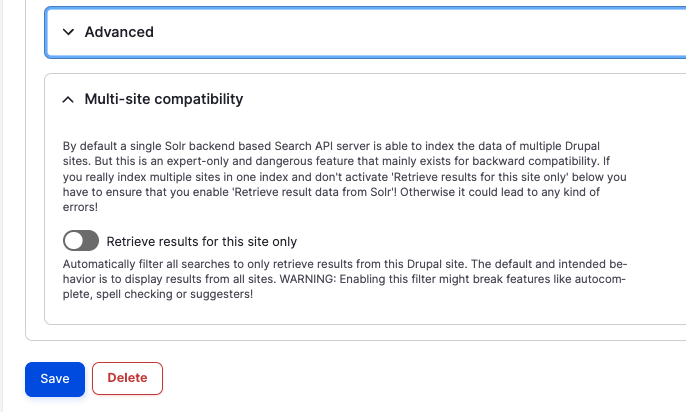 Advanced
Multi-site compatibility
By default a single Solr backend based Search API server is able to index the data of multiple Drupal
sites. But this is an expert-only and dangerous feature that mainly exists for backward compatibility. If
you really index multiple sites in one index and don't activate 'Retrieve results for this site only' below you
have to ensure that you enable 'Retrieve result data from Solr'! Otherwise it could lead to any kind of
errors!
Retrieve results for this site only
Automatically filter all searches to only retrieve results from this Drupal site. The default and intended be-
havior is to display results from all sites. WARNING: Enabling this filter might break features like autocom-
plete, spell checking or suggesters!
Save
Delete